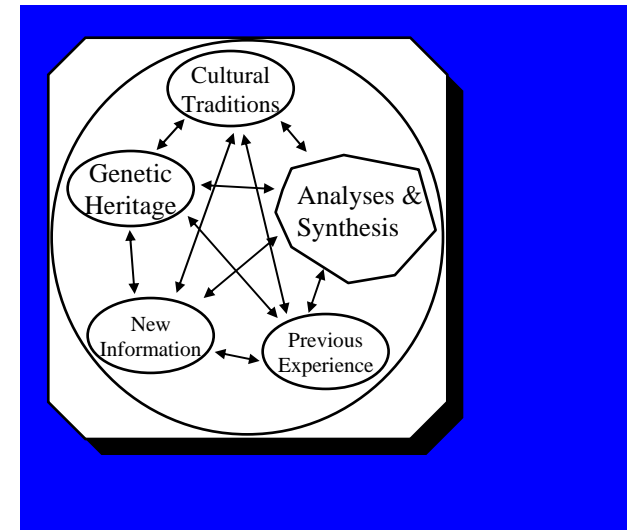 Cultural
Traditions
Genetic
Heritage
Analyses &
Synthesis
New
Information
Previous
Experience